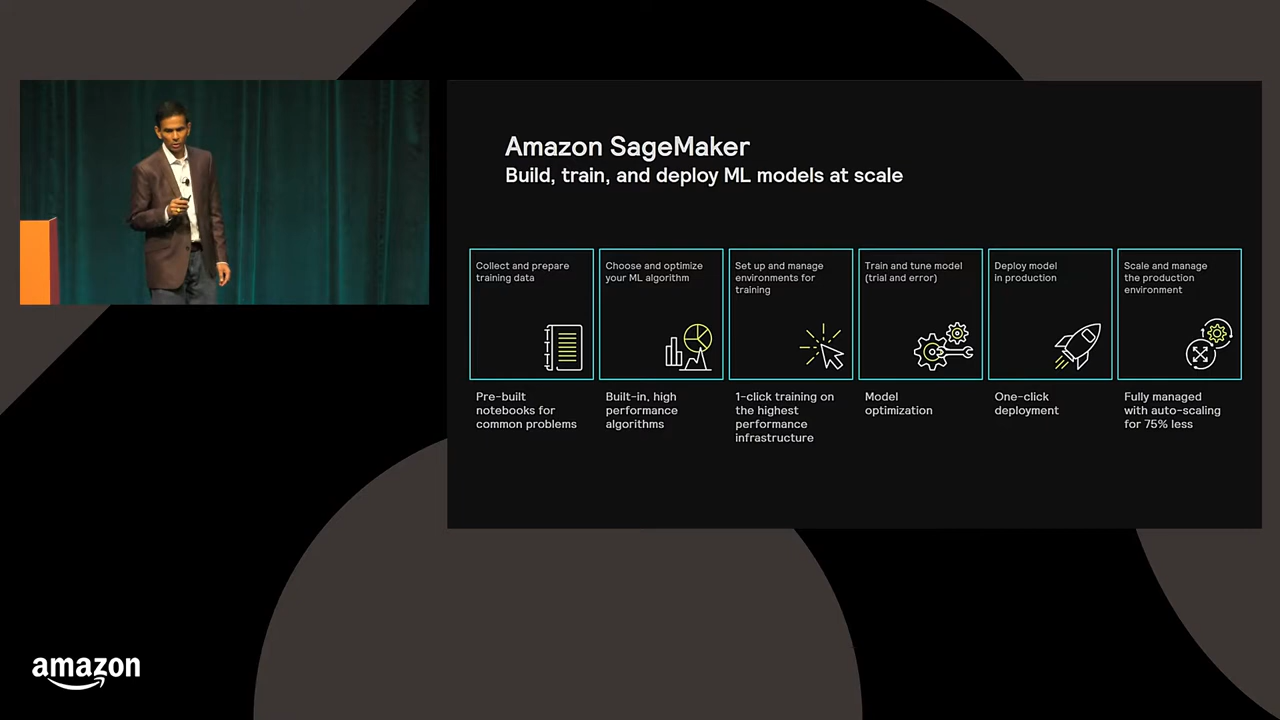 Amazon SageMaker
Build, train, and deploy ML models at scale
Collect and prepare
training data
Choose and optimize
your ML algorithm
Set up and manage
environments for
training
Train and tune model
(trial and error)
Deploy model
in production
Scale and manage
the production
environment
Pre-built
notebooks for
common problems
Built-in, high
performance
algorithms
1-click training on
the highest
performance
infrastructure
Model
optimization
One-click
deployment
Fully managed
with auto-scaling
for 75% less
amazon